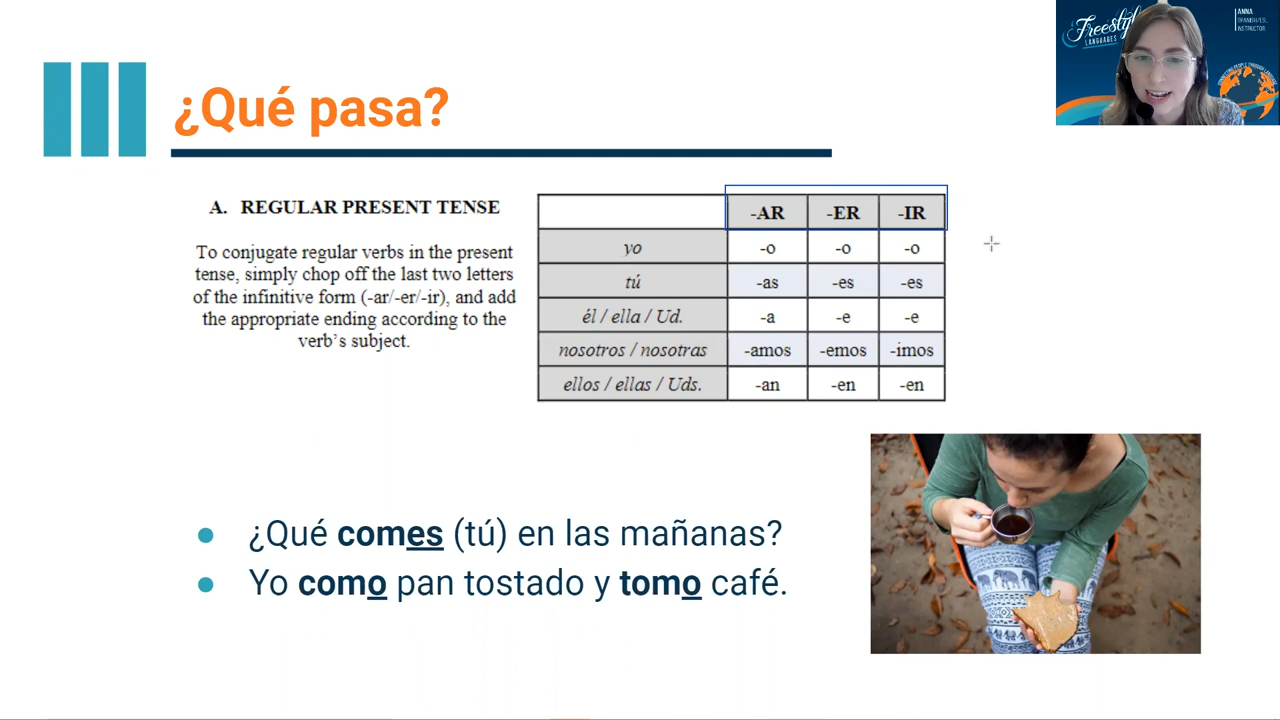 Freestyle
LANGUAGES
ANNA
INSTRUCTOR
¿Qué pasa?
A. REGULAR PRESENT TENSE
To conjugate regular verbs in the present
tense, simply chop off the last two letters
of the infinitive form (-ar/-er/-ir), and add
the appropriate ending according to the
verb's subject.
-AR -ER -IR
yo -o -o -o
tú -as -es -es
él / ella / Ud. -a -e -e
nosotros / nosotras -amos -emos -imos
ellos / ellas / Uds. -an -en -en
¿Qué comes (tú) en las mañanas?
Yo como pan tostado y tomo café.